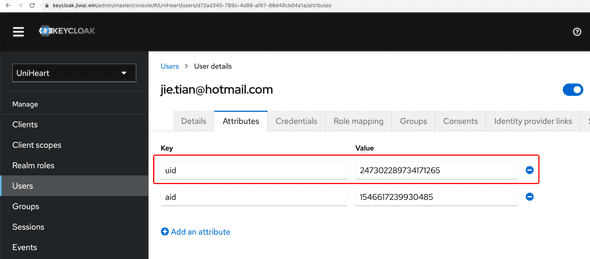 keycloak.jiwai.win/admin/master/console/#/UniHeart/users/d72ad345-789c-4a68-af87-88d48cb04a1a/attributes
KEYCLOAK
UniHeart
Manage
Clients
Client scopes
Realm roles
Users
Groups
Sessions
Events
Users > User details
jie.tian@hotmail.com
Details Attributes Credentials Role mapping Groups Consents Identity provider links
Key Value
uid 247302289734171265
aid 1546617239930485
Add an attribute